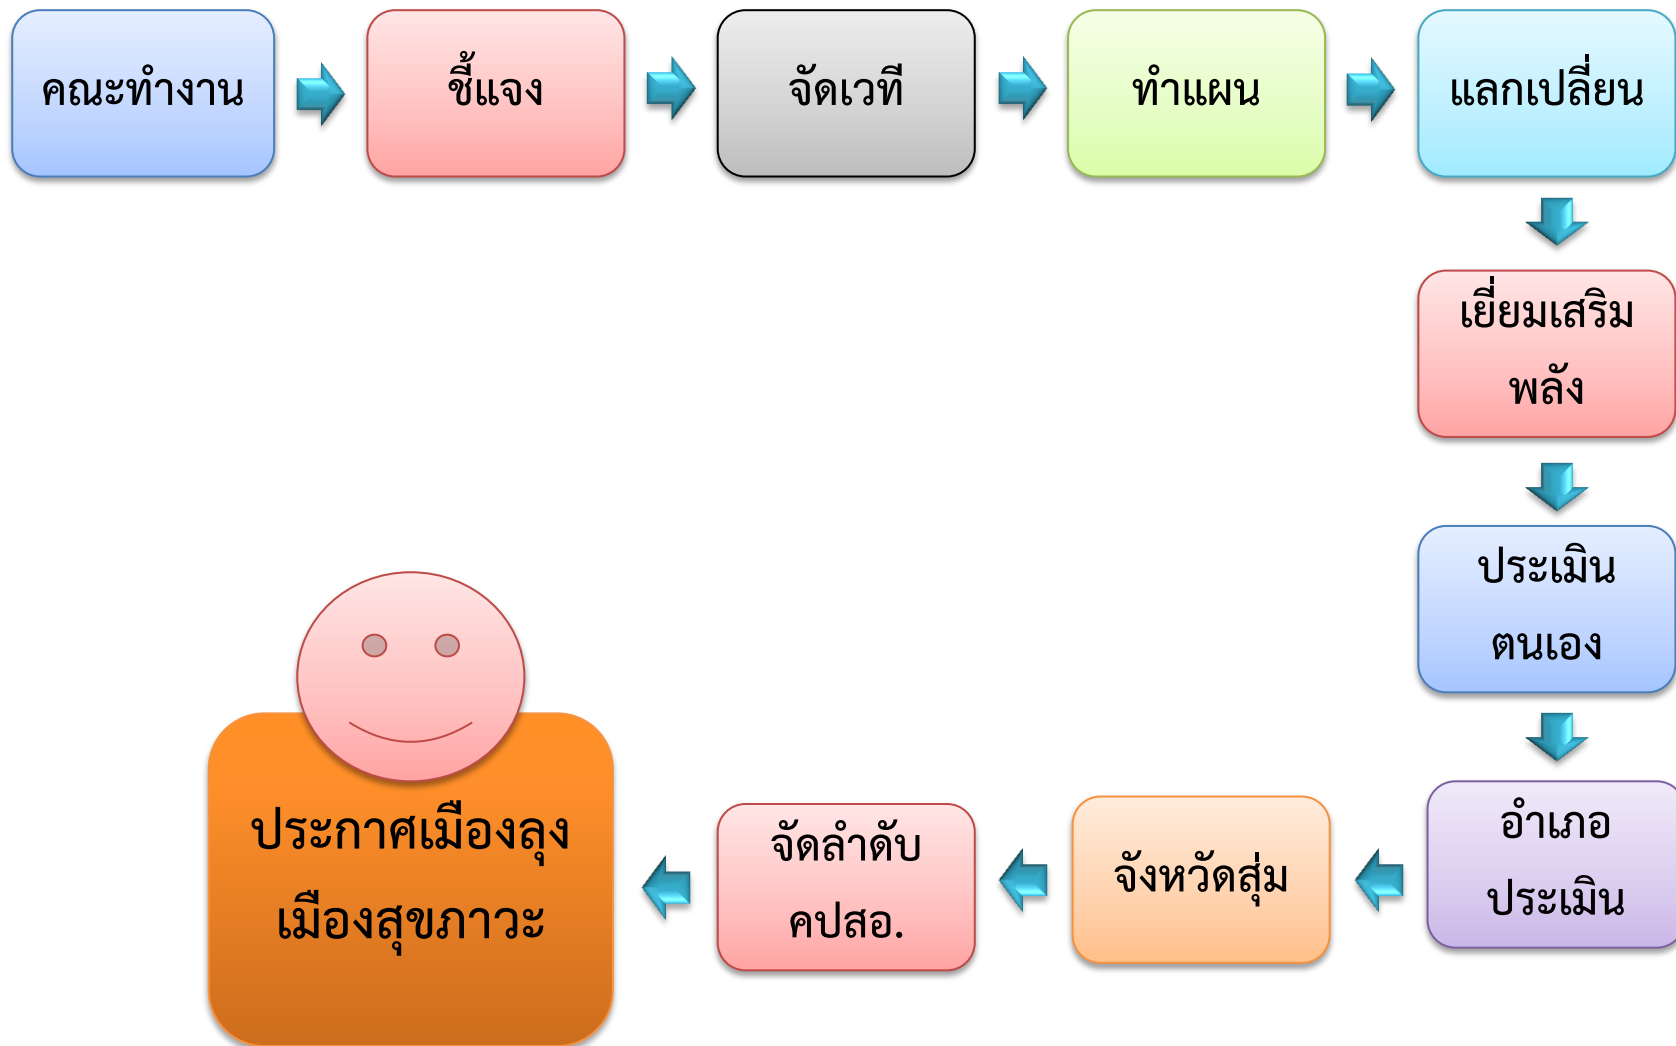 คณะทำงาน
ชี้แจง
จัดเวที
ทำแผน
แลกเปลี่ยน
เยี่ยมเสริม
พลัง
ประเมิน
ตนเอง
อำเภอ
ประเมิน
จังหวัดสุ่ม
จัดลำดับ
คปสอ.
ประกาศเมืองลุง
เมืองสุขภาวะ